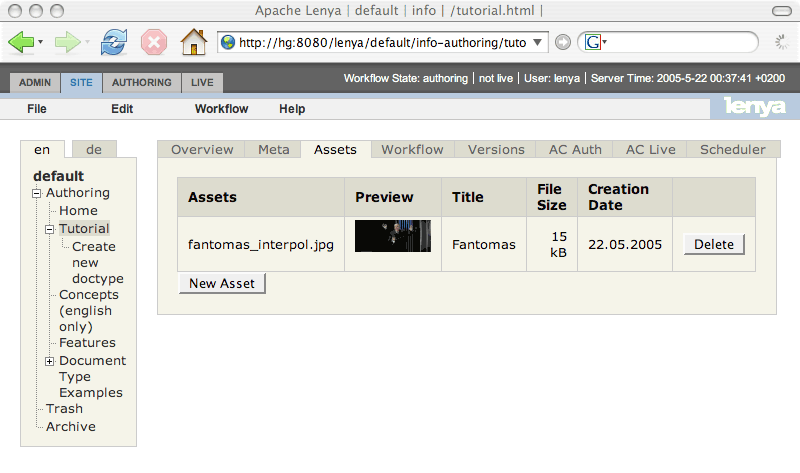 Apache Lenya | default | info | /tutorial.html |
http://hg:8080/lenya/default/info-authoring/tuto
G
ADMIN SITE AUTHORING LIVE
Workflow State: authoring | not live | User: lenya | Server Time: 2005-5-22 00:37:41 +0200
File Edit Workflow Help
lenya
en de
Overview Meta Assets Workflow Versions AC Auth AC Live Scheduler
default
Authoring
Home
Tutorial
Create
new
doctype
Concepts
(english
only)
Features
Document
Type
Examples
Trash
Archive
Assets Preview Title File
Size Creation
Date
fantomas_interpol.jpg Fantomas 15
kB 22.05.2005 Delete
New Asset